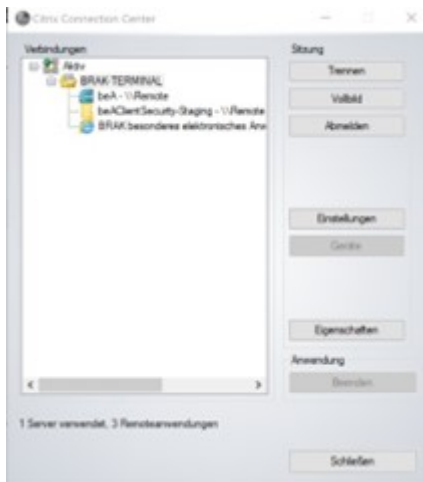 Citrix Connection Center
Verbindungen
Aktiv
BRAK-TERMINAL
beA - \\Remote
beAClientSecurity-Staging - \\Remote
BRAK besonderes elektronisches Anw
1 Server verwendet, 3 Remoteanwendungen
Sitzung
Trennen
Vollbild
Abmelden
Einstellungen
Geräte
Eigenschaften
Anwendung
Beenden
Schließen